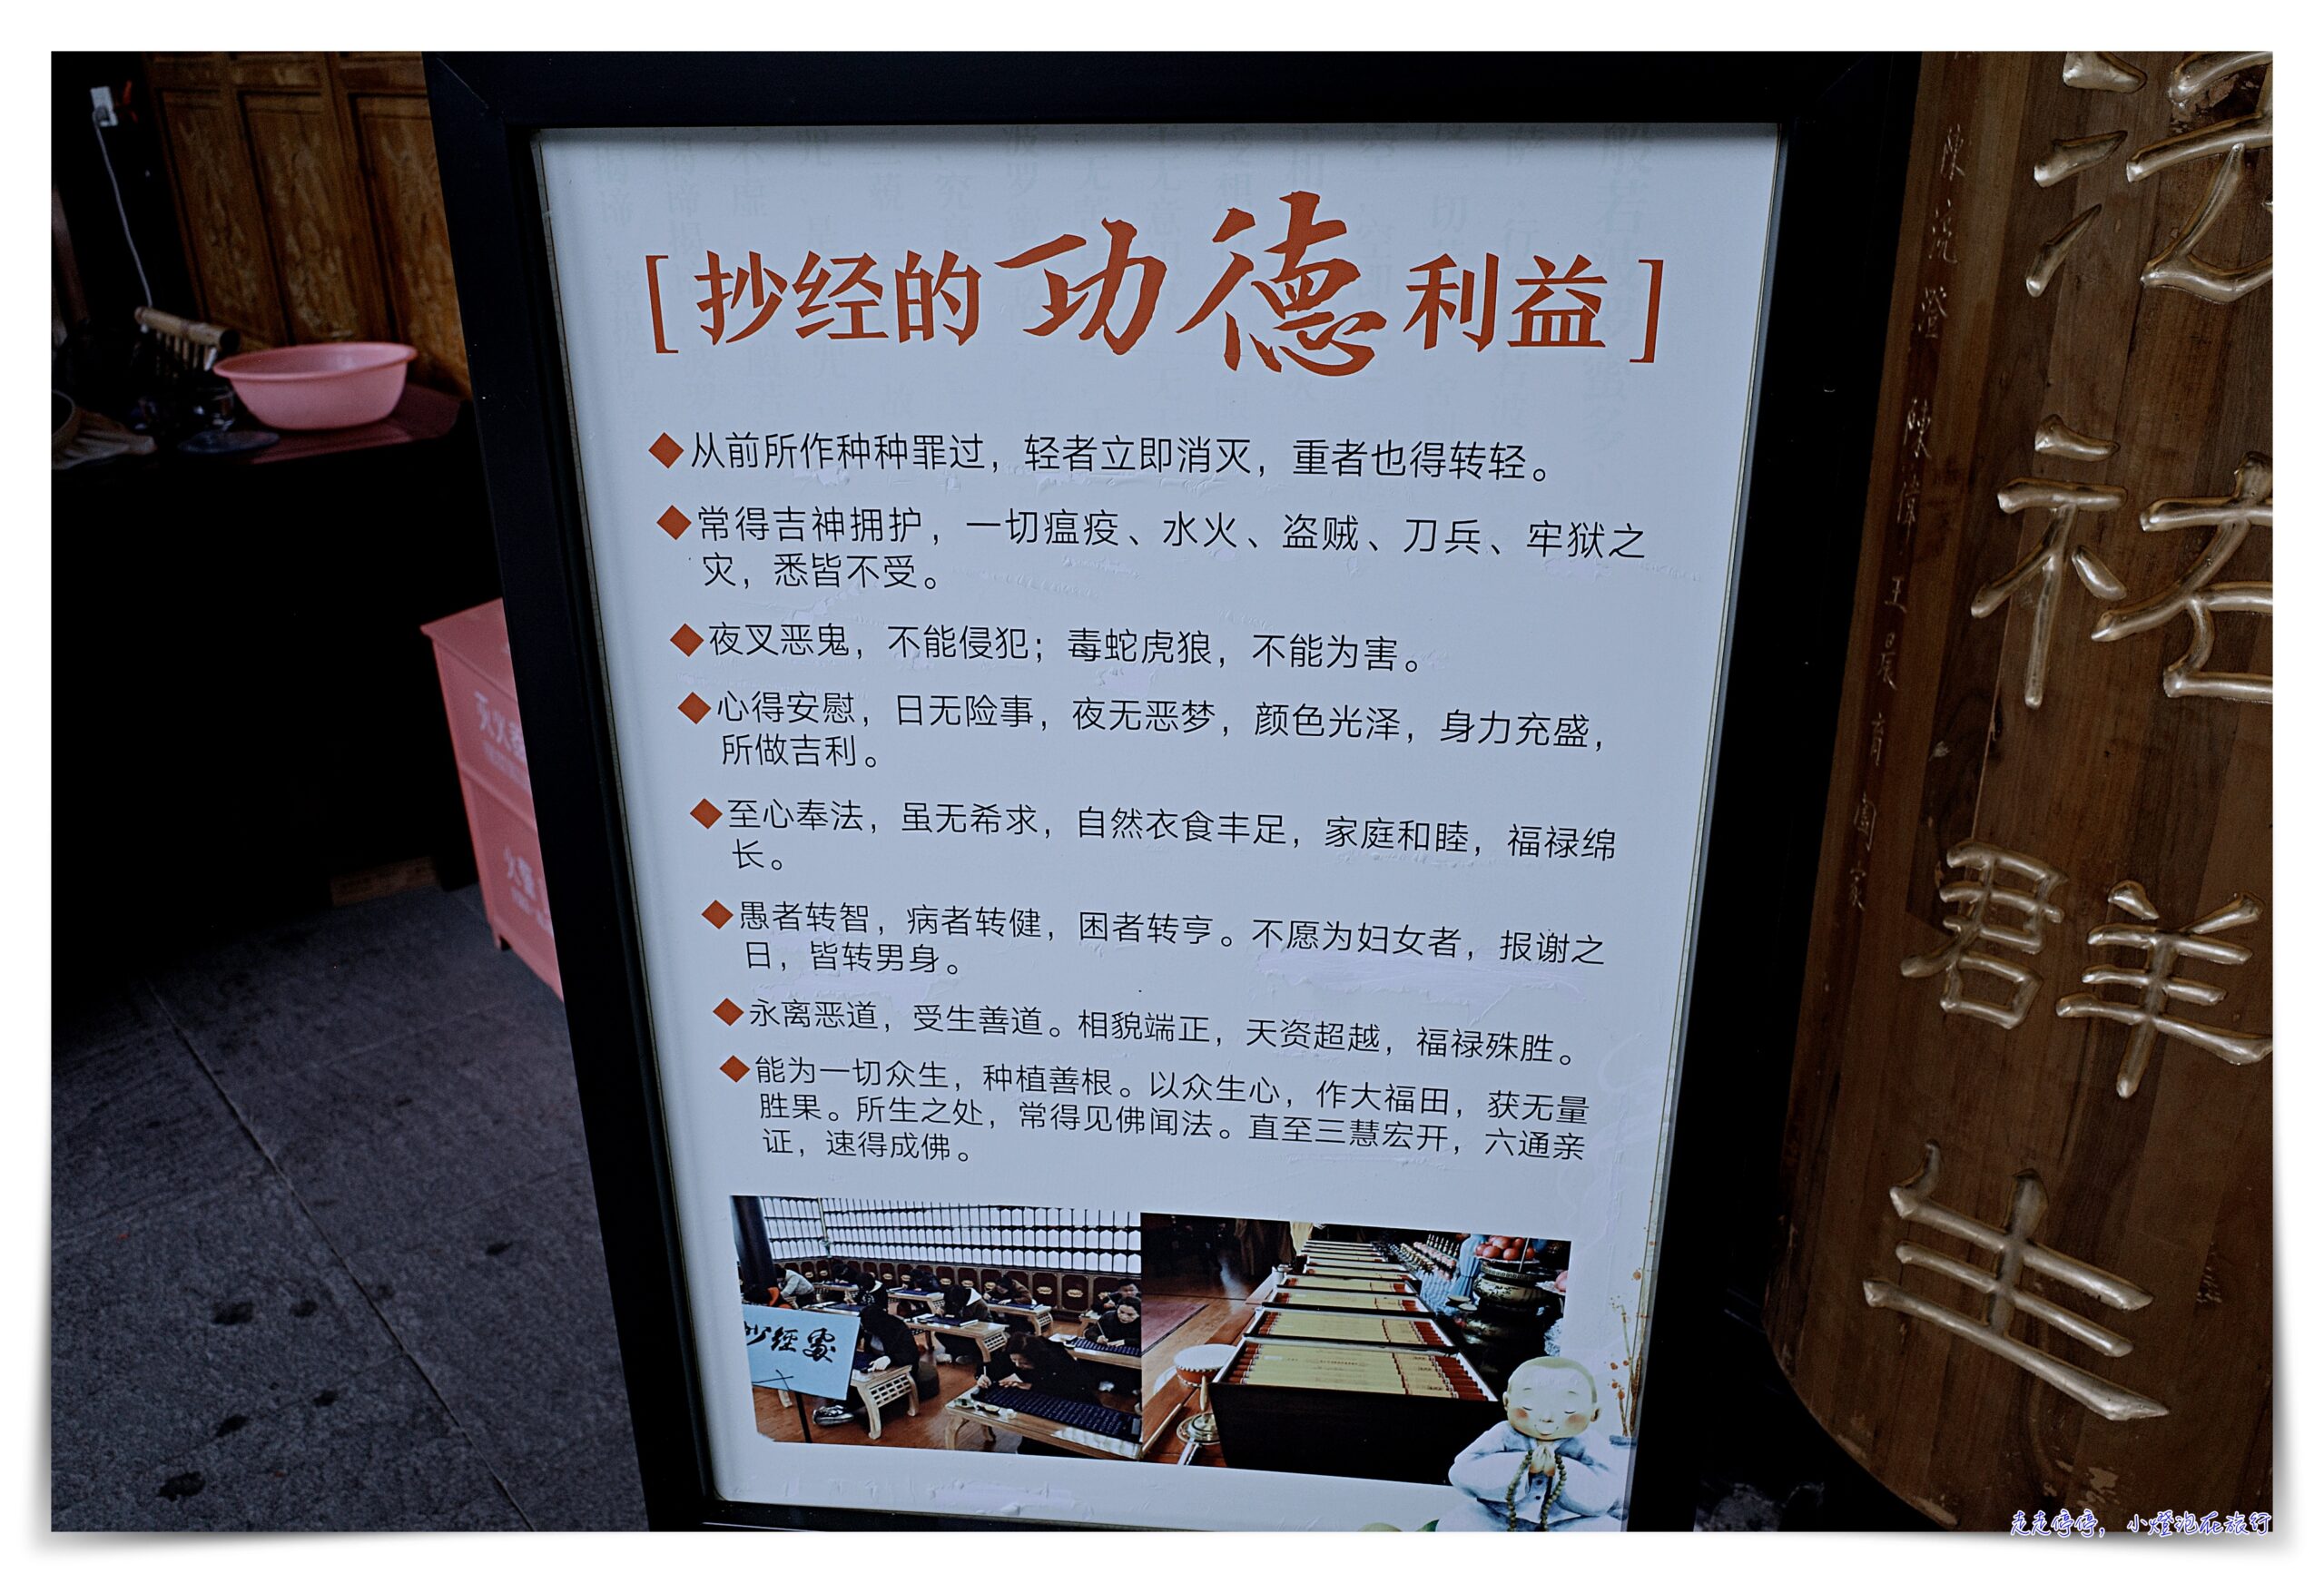 [抄经的功德利益]
◆从前所作种种罪过，轻者立即消灭，重者也得转轻。
◆常得吉神拥护，一切瘟疫、水火、盗贼、刀兵、牢狱之
灾，悉皆不受。
◆夜叉恶鬼，不能侵犯；毒蛇虎狼，不能为害。
◆心得安慰，日无险事，夜无恶梦，颜色光泽，身力充盛，
所做吉利。
◆至心奉法，虽无希求，自然衣食丰足，家庭和睦，福禄绵
长。
◆愚者转智，病者转健，困者转亨。不愿为妇女者，报谢之
日，皆转男身。
◆永离恶道，受生善道。相貌端正，天资超越，福禄殊胜。
◆能为一切众生，种植善根。以众生心，作大福田，获无量
胜果。所生之处，常得见佛闻法。直至三慧宏开，六通亲
证，速得成佛。
抄經處
法祐群生
灭火
火警
走走停停，小燈泡在旅行